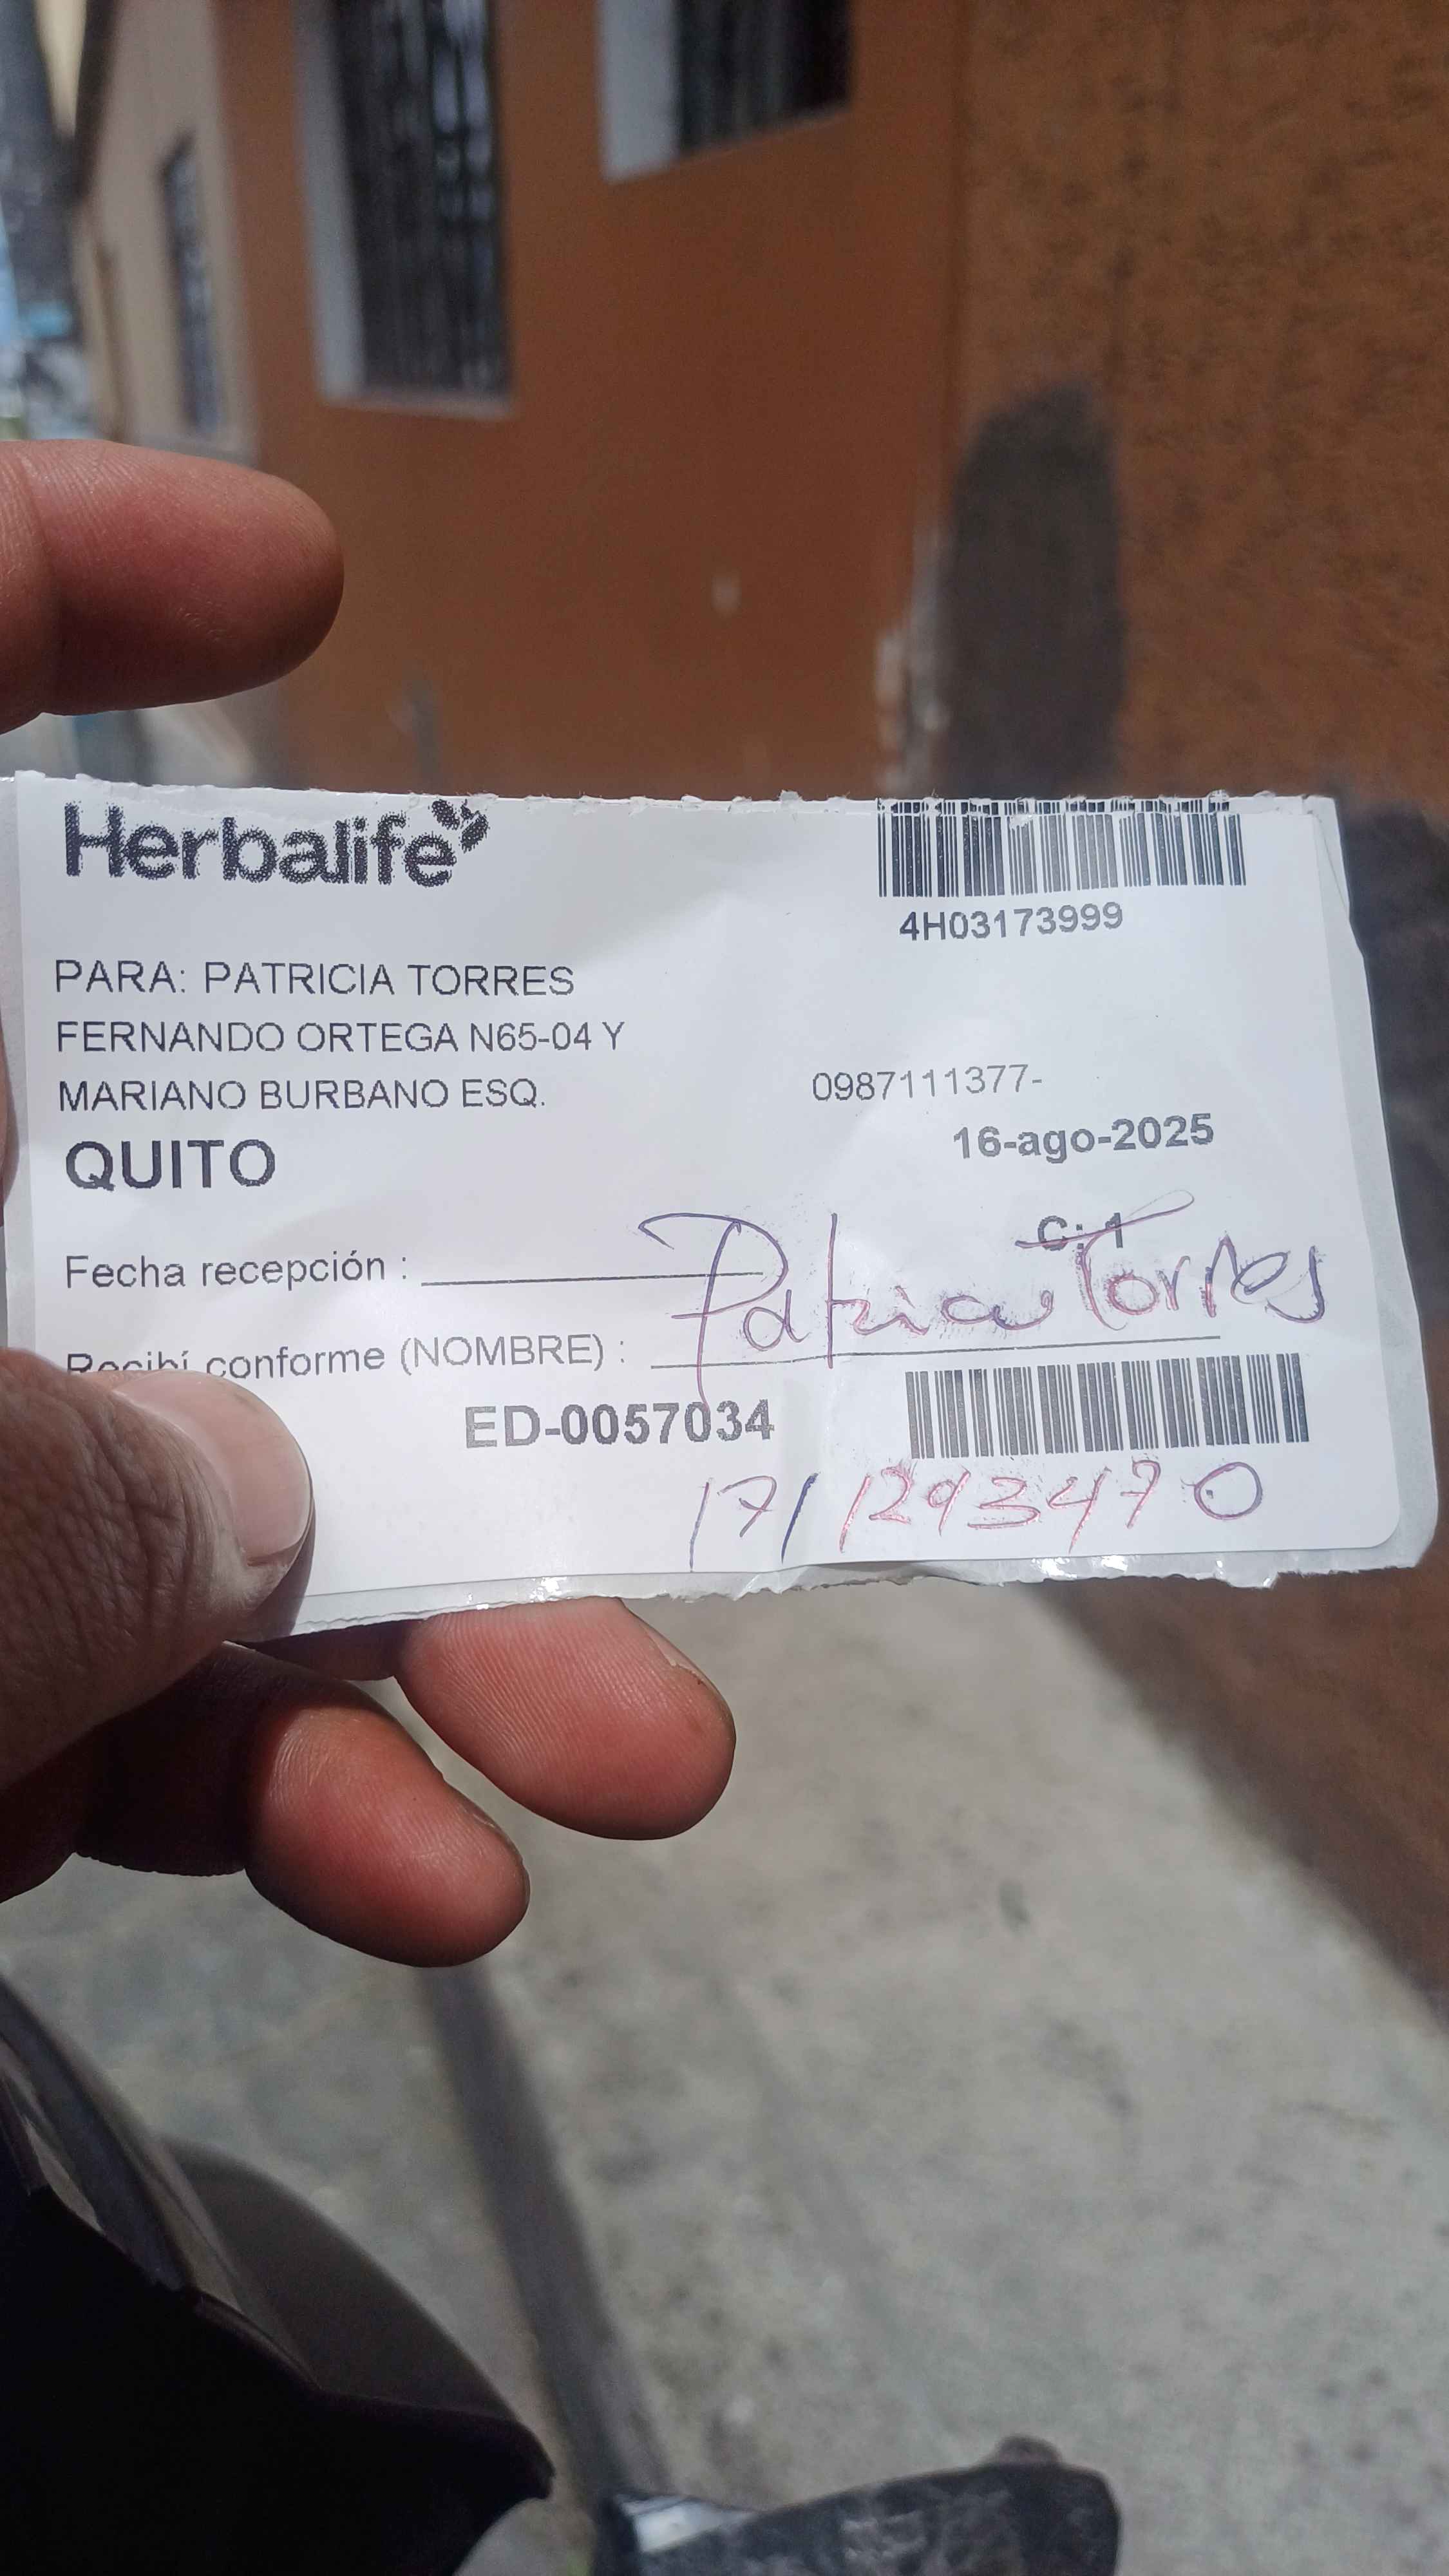 Herbalife
4H03173999
PARA: PATRICIA TORRES
FERNANDO ORTEGA N65-04 Y
MARIANO BURBANO ESQ.
0987111377-
QUITO
16-ago-2025
C: 1
Fecha recepción :
Patricia Torres
Recibí conforme (NOMBRE) :
ED-0057034
1711293470